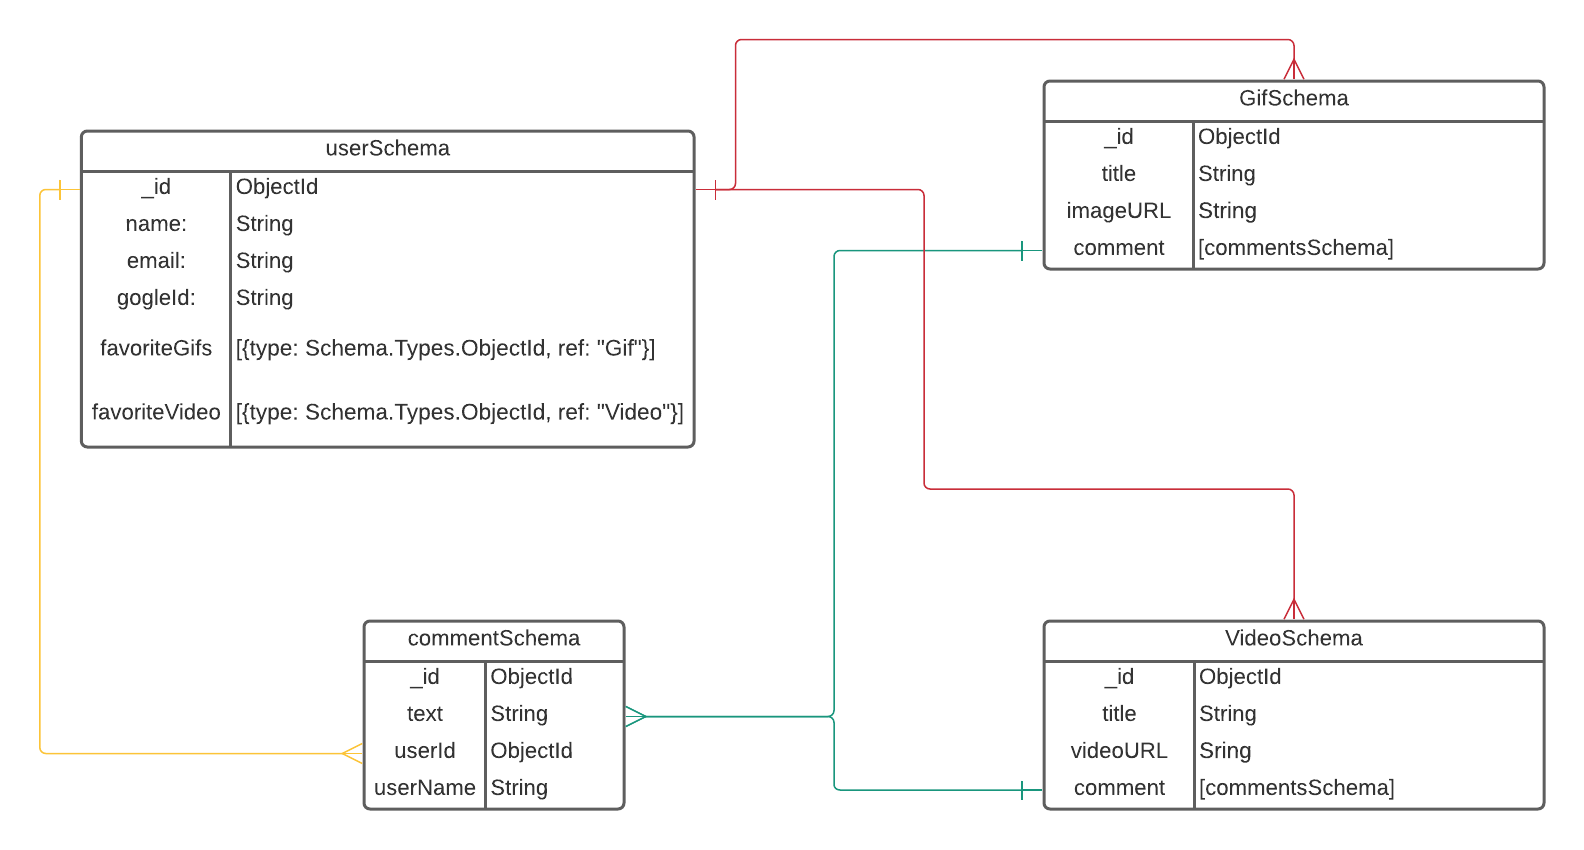 userSchema
_id ObjectId
name: String
email: String
gogleId: String
favoriteGifs [{type: Schema.Types.ObjectId, ref: "Gif"}]
favoriteVideo [{type: Schema.Types.ObjectId, ref: "Video"}]
GifSchema
_id ObjectId
title String
imageURL String
comment [commentsSchema]
commentSchema
_id ObjectId
text String
userId ObjectId
userName String
VideoSchema
_id ObjectId
title String
videoURL Sring
comment [commentsSchema]